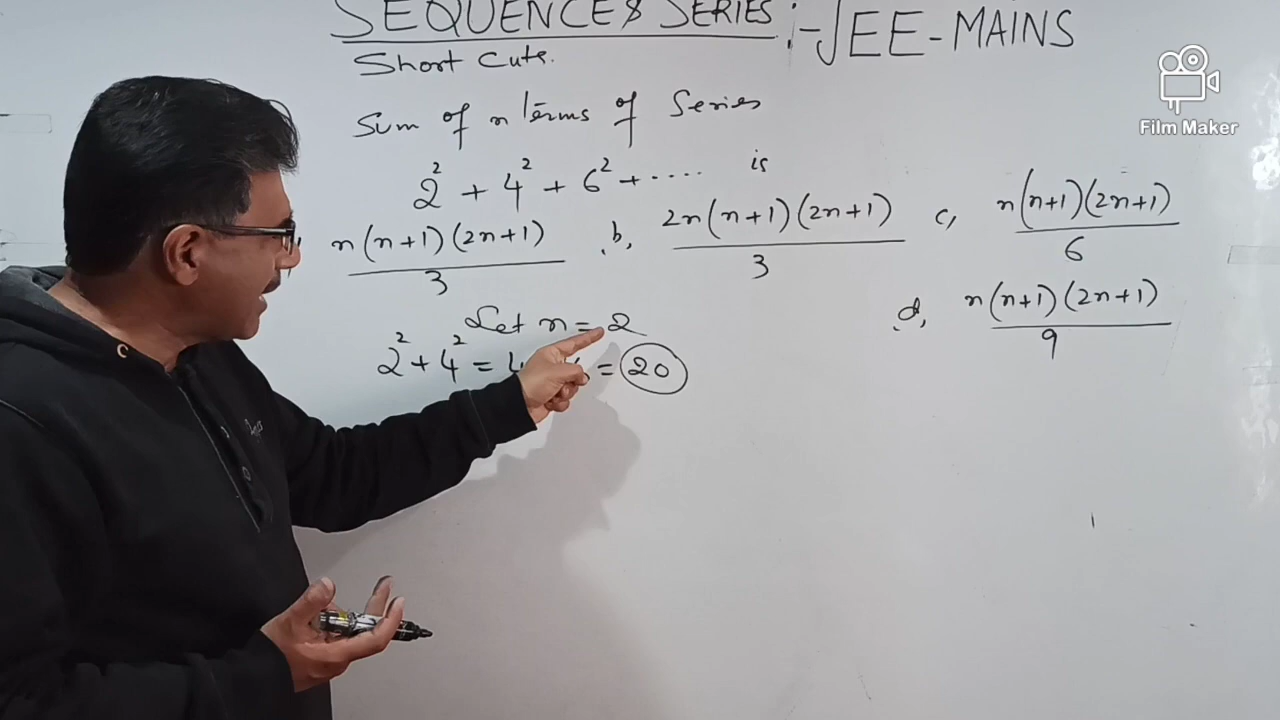 SEQUENCE & SERIES :- JEE-MAINS
Short Cuts.
Sum of n terms of Series
2² + 4² + 6² + ..... is
n(n+1)(2n+1)/3 b, 2n(n+1)(2n+1)/3 c, n(n+1)(2n+1)/6
Let n = 2 d, n(n+1)(2n+1)/9
2² + 4² = 4 = 20
Film Maker